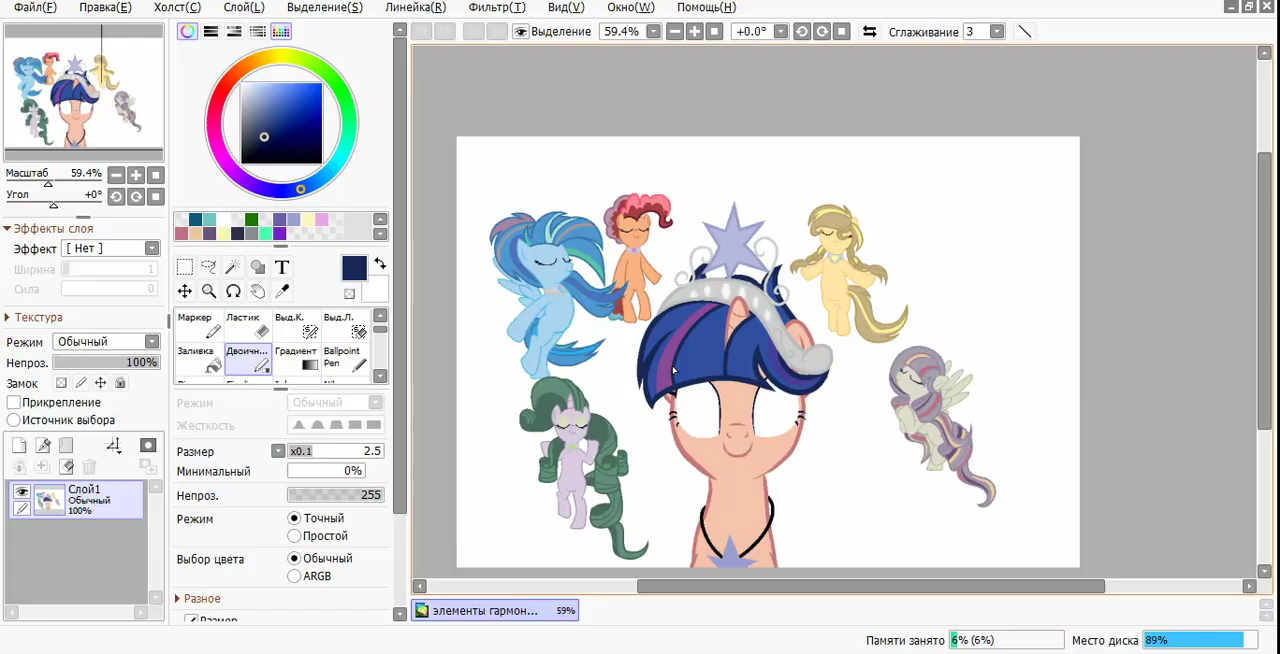 Файл(F) Правка(E) Холст(C) Слой(L) Выделение(S) Линейка(R) Фильтр(T) Вид(V) Окно(W) Помощь(H)
Выделение 59.4% +0.0° Сглаживание 3
Масштаб 59.4%
Угол +0°
Эффекты слоя
Эффект [ Нет ]
Ширина 1
Сила 0
Текстура
Режим Обычный
Непроз. 100%
Замок
Прикрепление
Источник выбора
Слой1
Обычный
100%
T
Маркер Ластик Выд.К. Выд.Л.
Заливка Двоичн... Градиент Ballpoint
Pen
Режим Обычный
Жесткость
Размер x0.1 2.5
Минимальный 0%
Непроз. 255
Режим Точный
Простой
Выбор цвета Обычный
ARGB
Разное
Размер
элементы гармон... 59%
Памяти занято 6% (6%) Место диска 89%